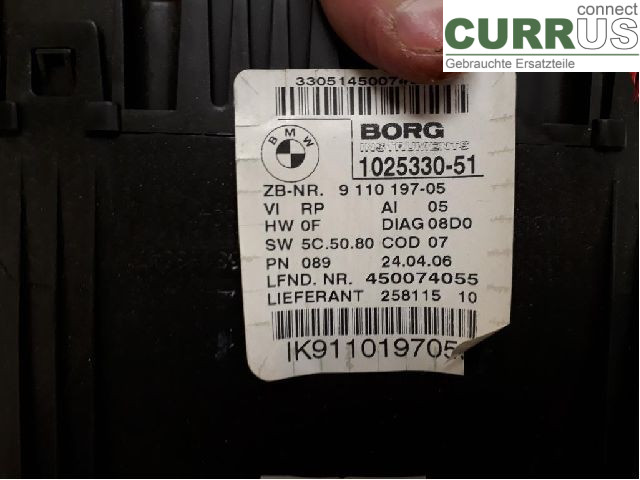 connect
CURRUS
Gebrauchte Ersatzteile
BMW
BORG
INSTRUMENTS
1025330-51
ZB-NR. 9 110 197-05
VI RP AI 05
HW 0F DIAG 08D0
SW 5C.50.80 COD 07
PN 089 24.04.06
LFND. NR. 450074055
LIEFERANT 258115 10
IK911019705